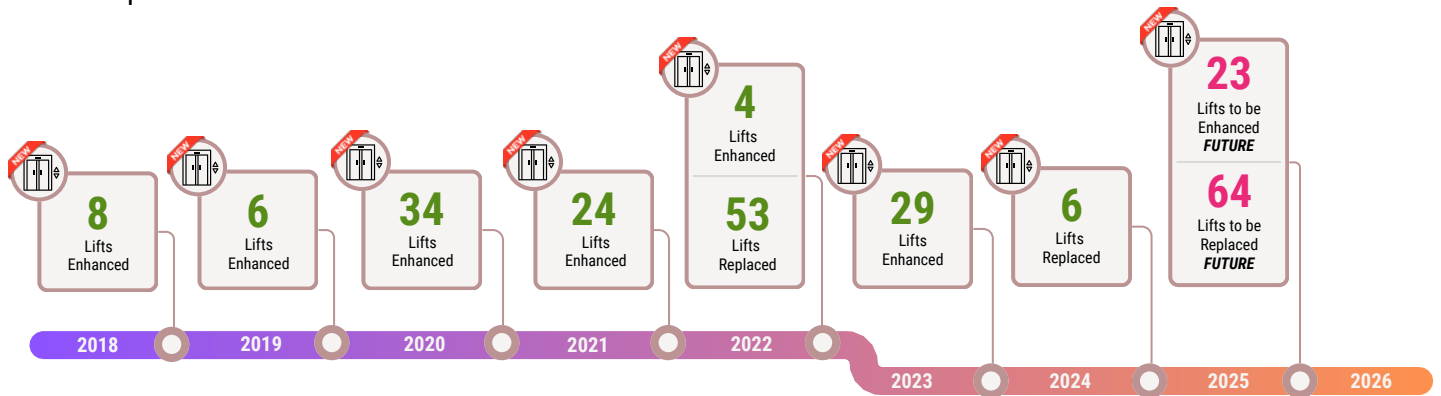 NEW
8
Lifts
Enhanced
NEW
6
Lifts
Enhanced
NEW
34
Lifts
Enhanced
NEW
24
Lifts
Enhanced
NEW
4
Lifts
Enhanced
53
Lifts
Replaced
NEW
29
Lifts
Enhanced
NEW
6
Lifts
Replaced
NEW
23
Lifts to be
Enhanced
FUTURE
64
Lifts to be
Replaced
FUTURE
2018
2019
2020
2021
2022
2023
2024
2025
2026